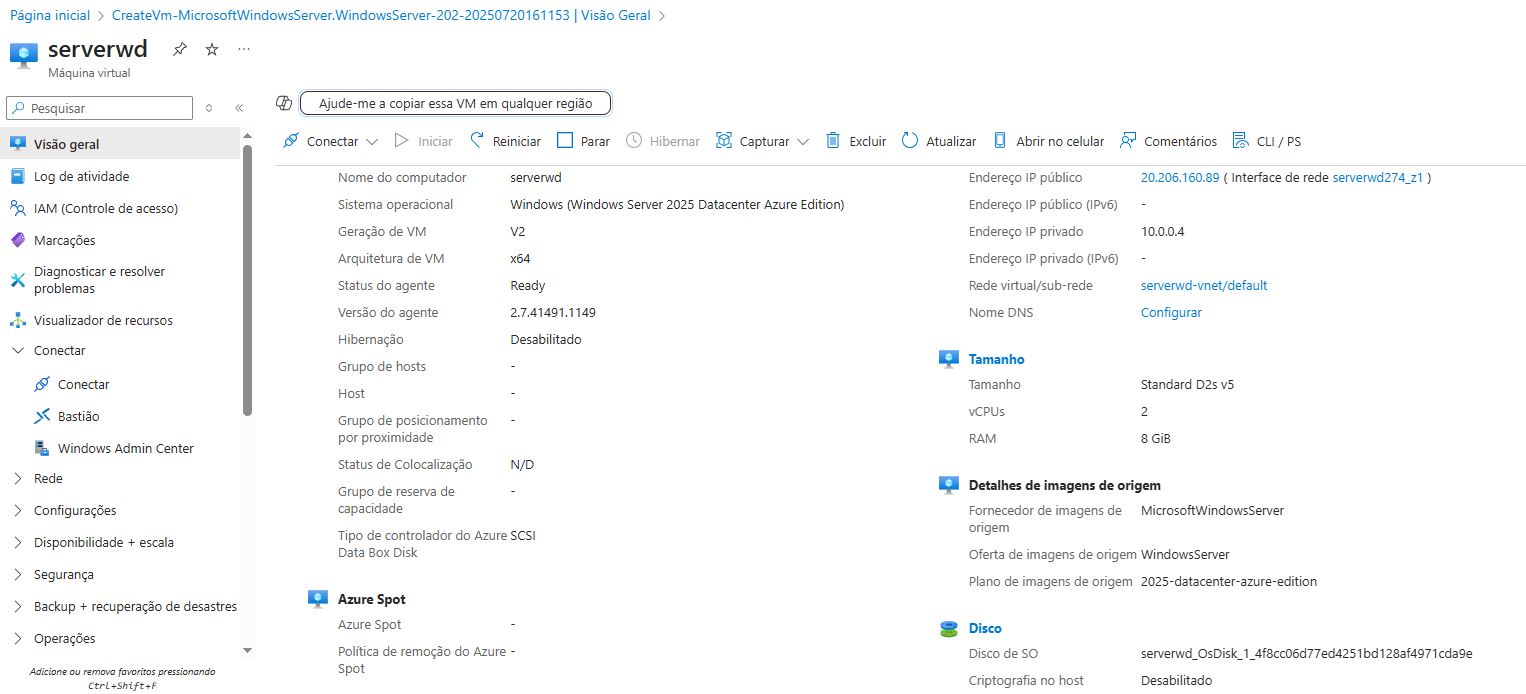 Página inicial > CreateVm-MicrosoftWindowsServer.WindowsServer-202-20250720161153 | Visão Geral >
serverwd
Máquina virtual
Pesquisar
Visão geral
Log de atividade
IAM (Controle de acesso)
Marcações
Diagnosticar e resolver
problemas
Visualizador de recursos
Conectar
Conectar
Bastião
Windows Admin Center
Rede
Configurações
Disponibilidade + escala
Segurança
Backup + recuperação de desastres
Operações
Adicione ou remova favoritos pressionando
Ctrl+Shift+F
Ajude-me a copiar essa VM em qualquer região
Conectar Iniciar Reiniciar Parar Hibernar Capturar Excluir Atualizar Abrir no celular Comentários CLI / PS
Nome do computador serverwd
Sistema operacional Windows (Windows Server 2025 Datacenter Azure Edition)
Geração de VM V2
Arquitetura de VM x64
Status do agente Ready
Versão do agente 2.7.41491.1149
Hibernação Desabilitado
Grupo de hosts -
Host -
Grupo de posicionamento -
por proximidade
Status de Colocalização N/D
Grupo de reserva de -
capacidade
Tipo de controlador do Azure SCSI
Data Box Disk
Azure Spot
Azure Spot -
Política de remoção do Azure -
Spot
Endereço IP público 20.206.160.89 ( Interface de rede serverwd274_z1 )
Endereço IP público (IPv6) -
Endereço IP privado 10.0.0.4
Endereço IP privado (IPv6) -
Rede virtual/sub-rede serverwd-vnet/default
Nome DNS Configurar
Tamanho
Tamanho Standard D2s v5
vCPUs 2
RAM 8 GiB
Detalhes de imagens de origem
Fornecedor de imagens de MicrosoftWindowsServer
origem
Oferta de imagens de origem WindowsServer
Plano de imagens de origem 2025-datacenter-azure-edition
Disco
Disco de SO serverwd_OsDisk_1_4f8cc06d77ed4251bd128af4971cda9e
Criptografia no host Desabilitado